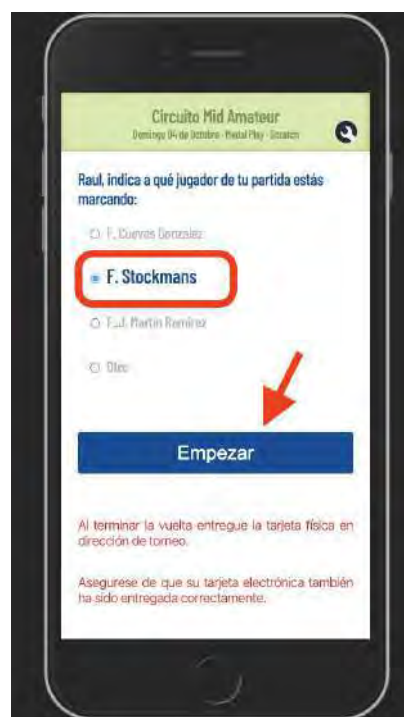 Circuito Mid Amateur
Domingo 04 de Octubre - Medal Play - Scratch
Raul, indica a qué jugador de tu partida estás
marcando:
F. Cuevas Gonzalez
F. Stockmans
F.J. Martin Ramirez
Otro
Empezar
Al terminar la vuelta entregue la tarjeta física en
dirección de torneo.
Asegurese de que su tarjeta electrónica también
ha sido entregada correctamente.